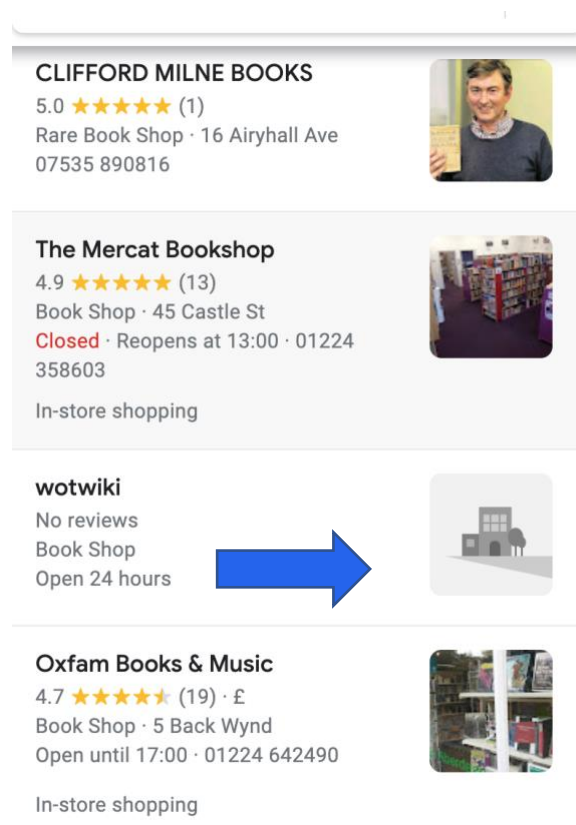 CLIFFORD MILNE BOOKS
5.0 ★★★★★ (1)
Rare Book Shop · 16 Airyhall Ave
07535 890816
The Mercat Bookshop
4.9 ★★★★★ (13)
Book Shop · 45 Castle St
Closed · Reopens at 13:00 · 01224
358603
In-store shopping
wotwiki
No reviews
Book Shop
Open 24 hours
Oxfam Books & Music
4.7 ★★★★★ (19) · £
Book Shop · 5 Back Wynd
Open until 17:00 · 01224 642490
In-store shopping